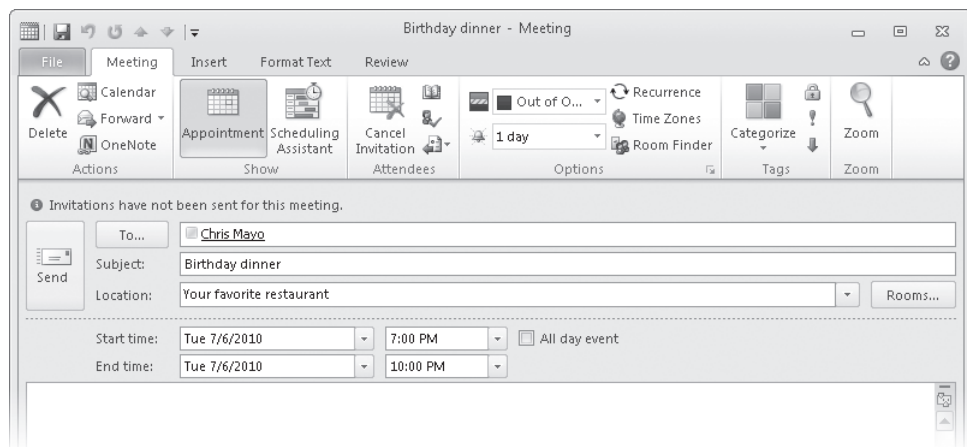 Birthday dinner - Meeting
File Meeting Insert Format Text Review
Delete
Calendar
Forward
OneNote
Actions
Appointment
Scheduling
Assistant
Show
Cancel
Invitation
Attendees
Out of O...
1 day
Recurrence
Time Zones
Room Finder
Options
Categorize
Tags
Zoom
Zoom
Invitations have not been sent for this meeting.
Send
To... Chris Mayo
Subject: Birthday dinner
Location: Your favorite restaurant Rooms...
Start time: Tue 7/6/2010 7:00 PM All day event
End time: Tue 7/6/2010 10:00 PM